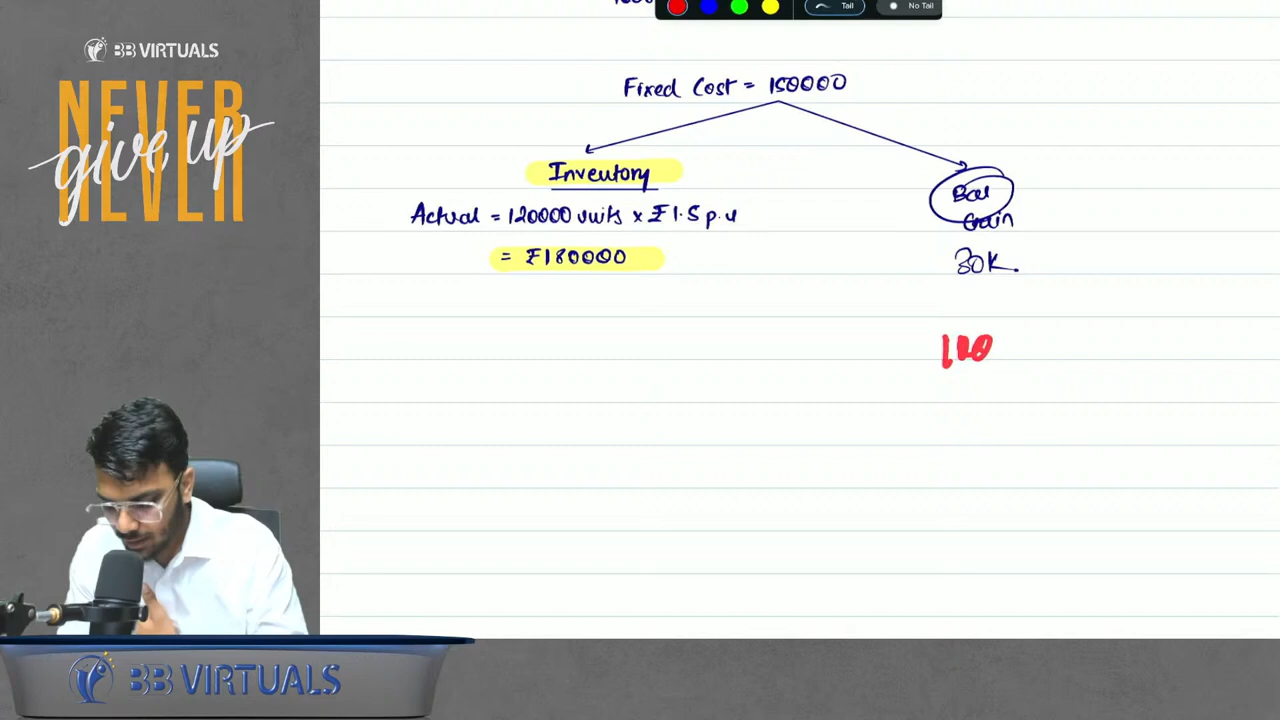 Tail
No Tail
BB VIRTUALS
NEVER
give up
NEVER
Fixed Cost = 150000
Inventory
Actual = 120000 units × ₹1.5 p.u
= ₹180000
Bal
Gain
30K.
BB VIRTUALS